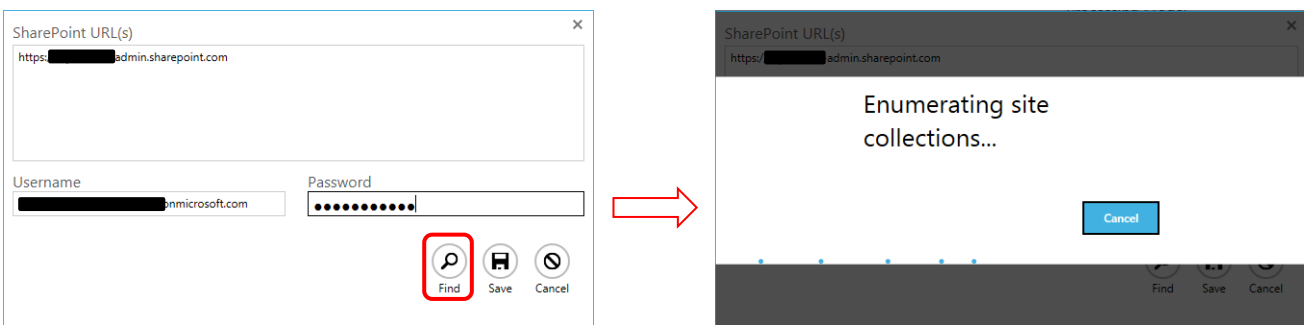 SharePoint URL(s)
https:
admin.sharepoint.com
Username
Password
onmicrosoft.com
Find
Save
Cancel
SharePoint URL(s)
https:/
admin.sharepoint.com
Enumerating site
collections...
Cancel
Find
Save
Cancel